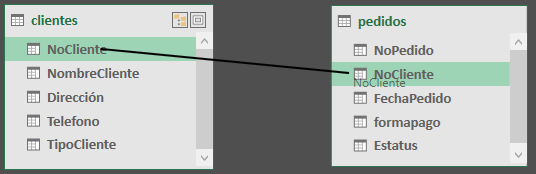 clientes
NoCliente
NombreCliente
Dirección
Telefono
TipoCliente
pedidos
NoPedido
NoCliente
NoCliente
FechaPedido
formapago
Estatus